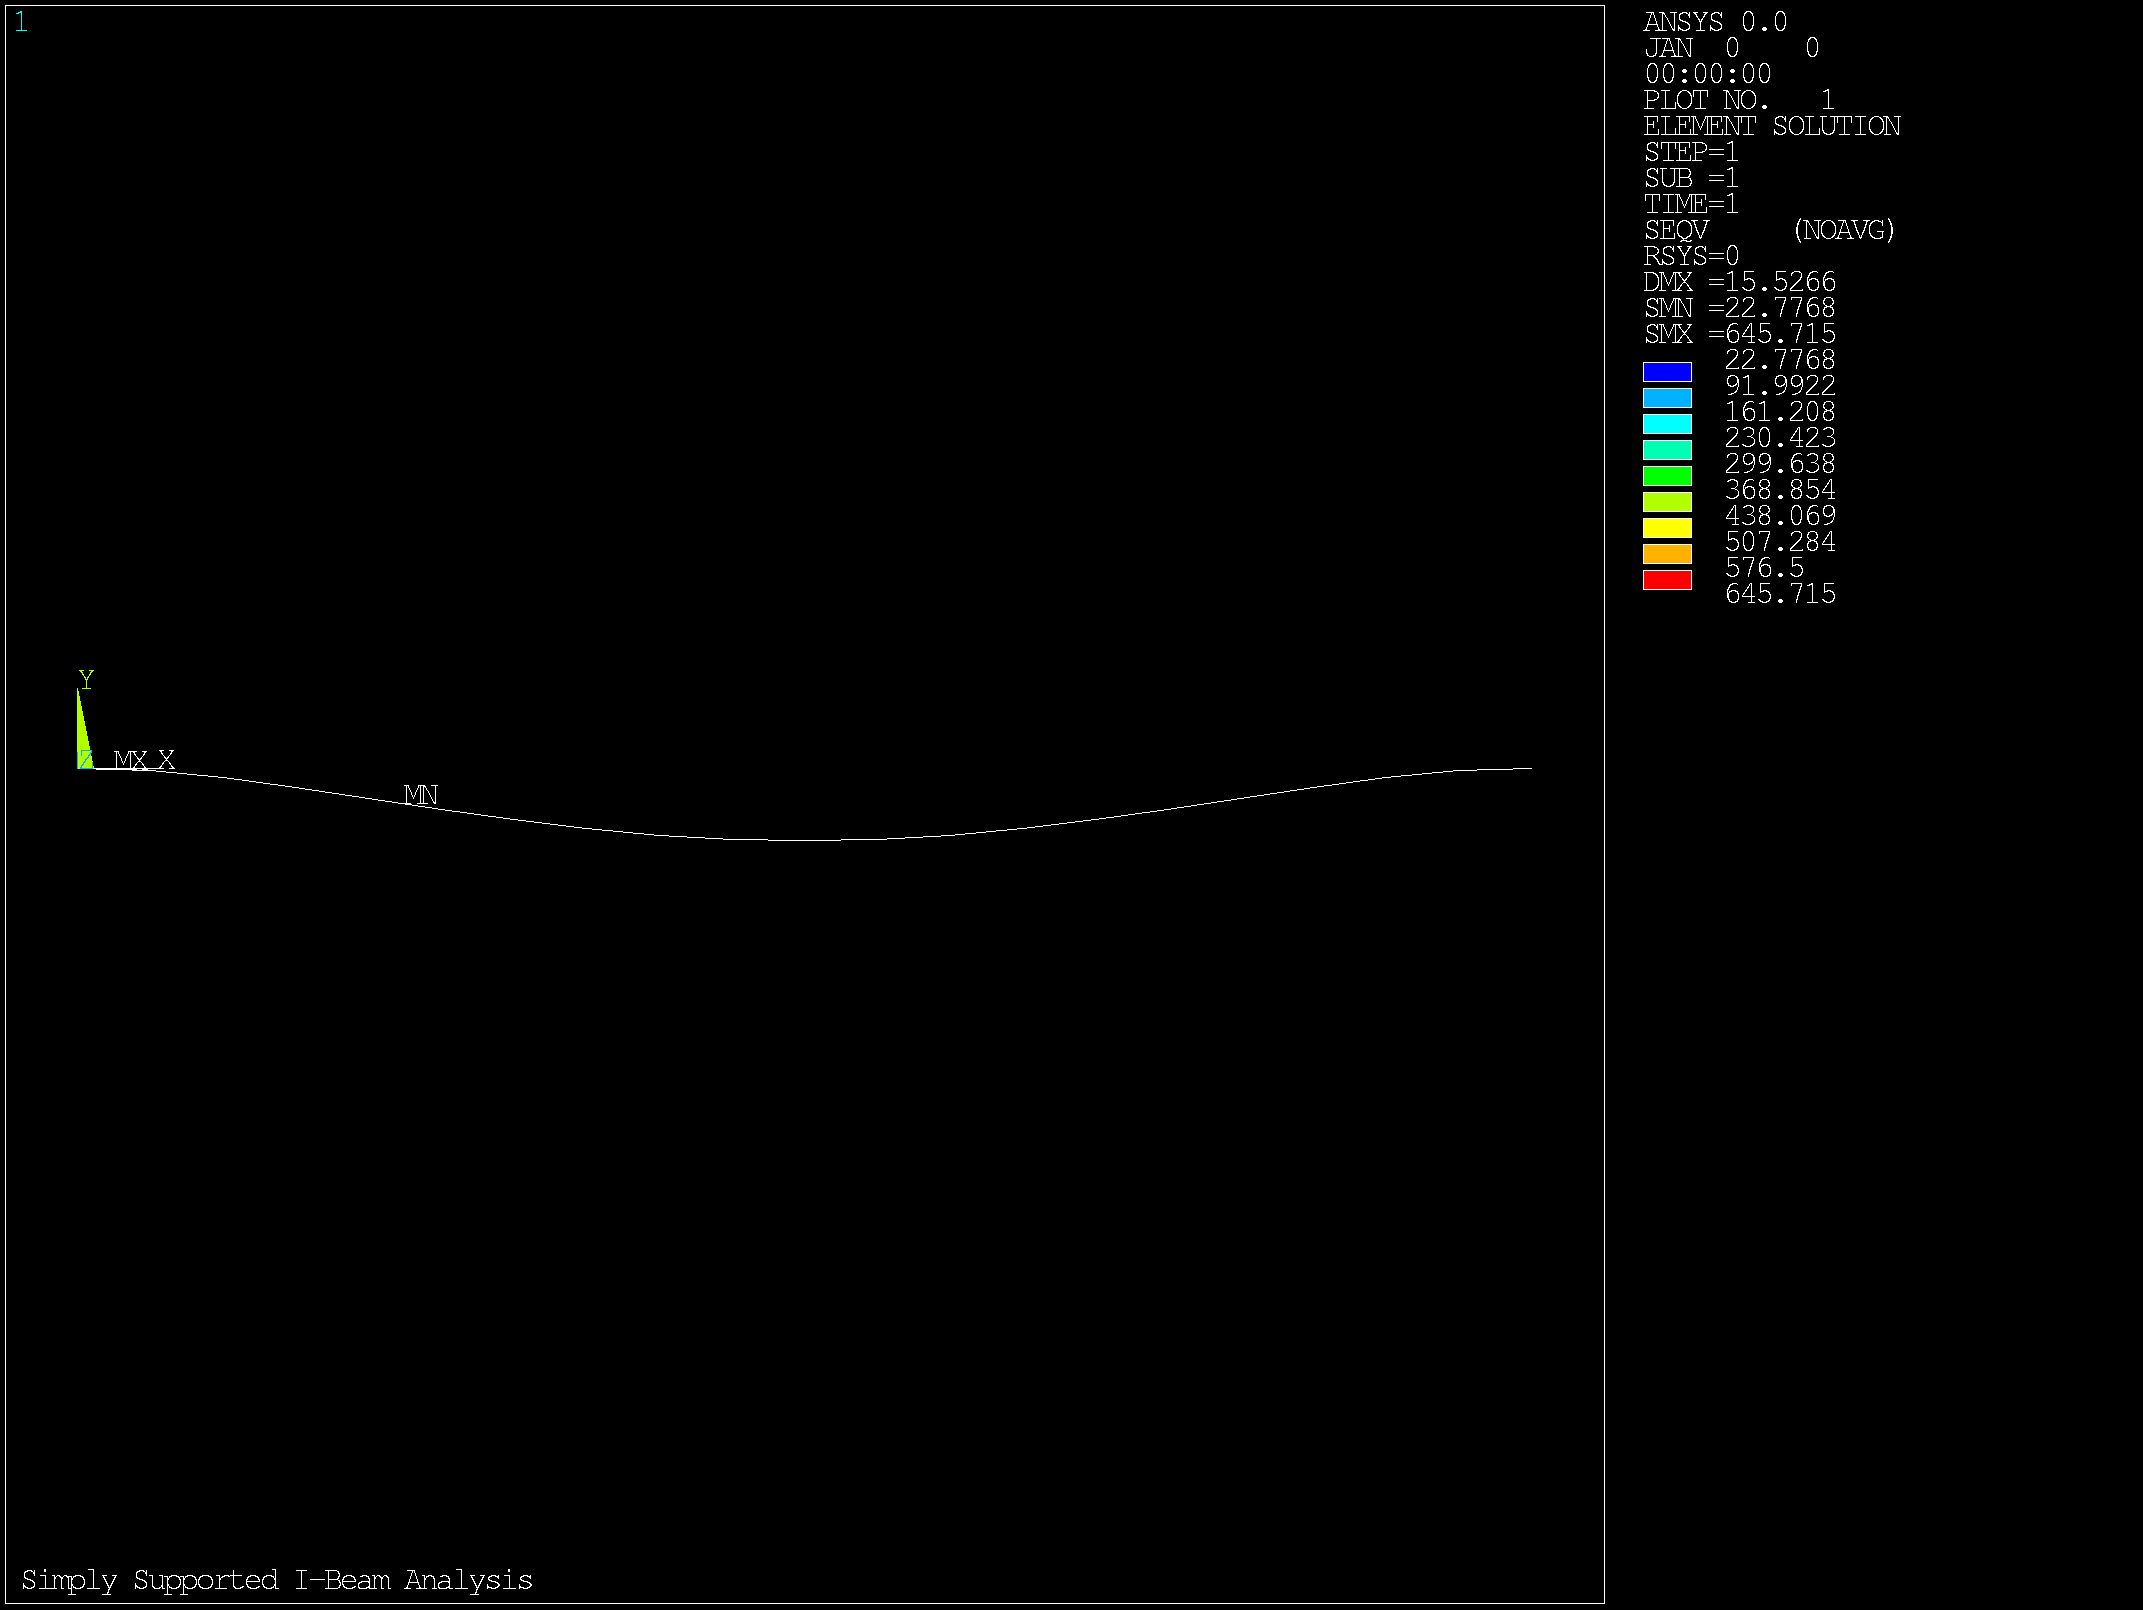 1
ANSYS 0.0
JAN  0    0
00:00:00
PLOT NO.   1
ELEMENT SOLUTION
STEP=1
SUB =1
TIME=1
SEQV     (NOAVG)
RSYS=0
DMX =15.5266
SMN =22.7768
SMX =645.715
22.7768
91.9922
161.208
230.423
299.638
368.854
438.069
507.284
576.5
645.715
Y
Z MX X
MN
Simply Supported I-Beam Analysis